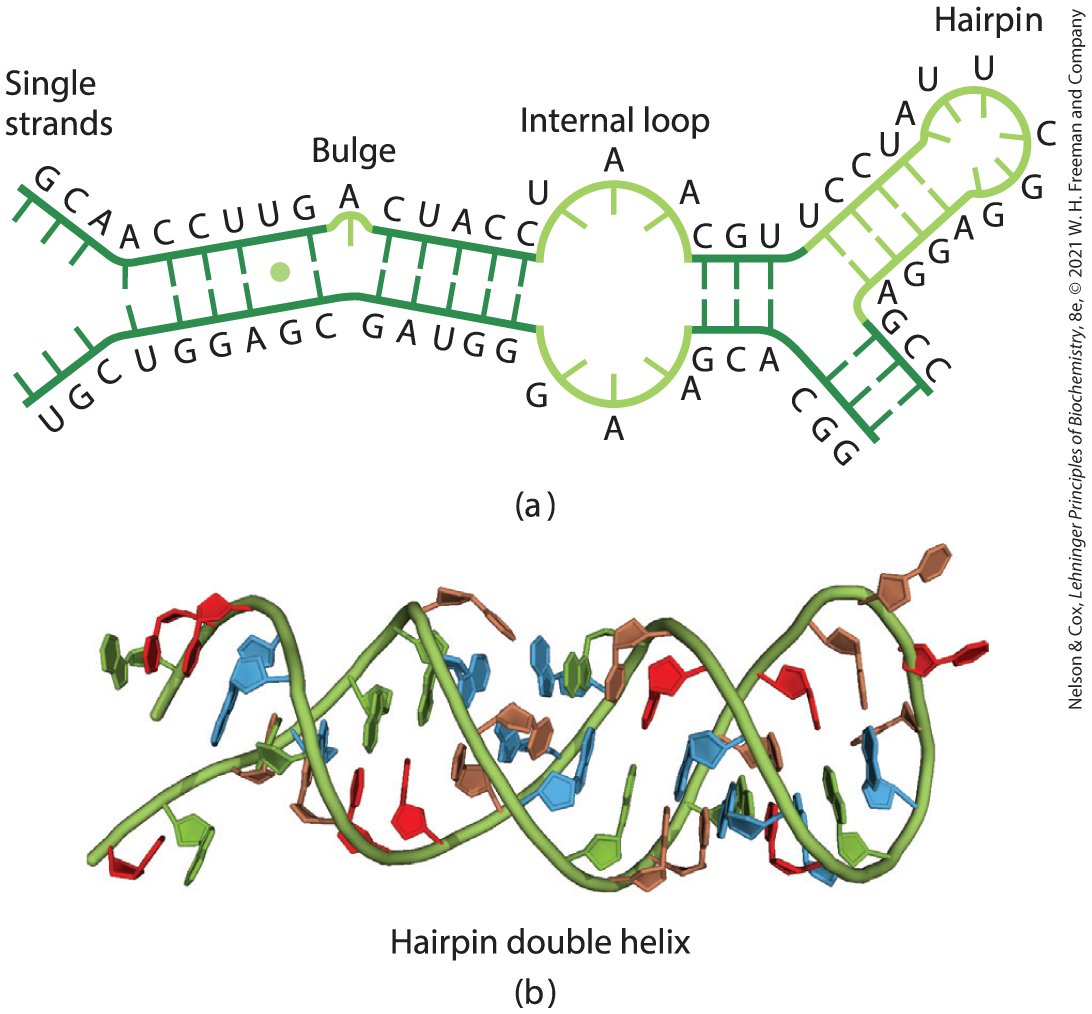 Hairpin
Single
strands
Bulge
Internal loop
G C A A C C U U G A C U A C C U A A C G U U C C U A U U C G G A G G A G C C
U G C U G G A G C G A U G G G A A G C A C G G
(a)
Hairpin double helix
(b)
Nelson & Cox, Lehninger Principles of Biochemistry, 8e, © 2021 W. H. Freeman and Company